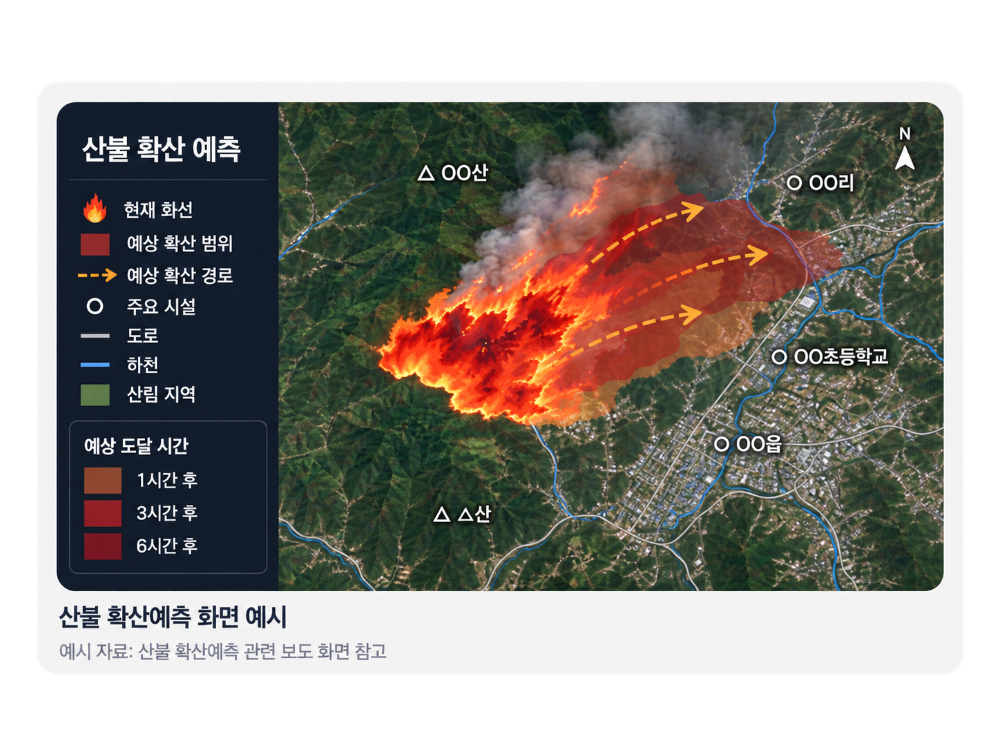 산불 확산 예측
현재 화선
예상 확산 범위
예상 확산 경로
주요 시설
도로
하천
산림 지역
예상 도달 시간
1시간 후
3시간 후
6시간 후
△ OO산
N
OO리
OO초등학교
OO읍
△ △산
산불 확산예측 화면 예시
예시 자료: 산불 확산예측 관련 보도 화면 참고